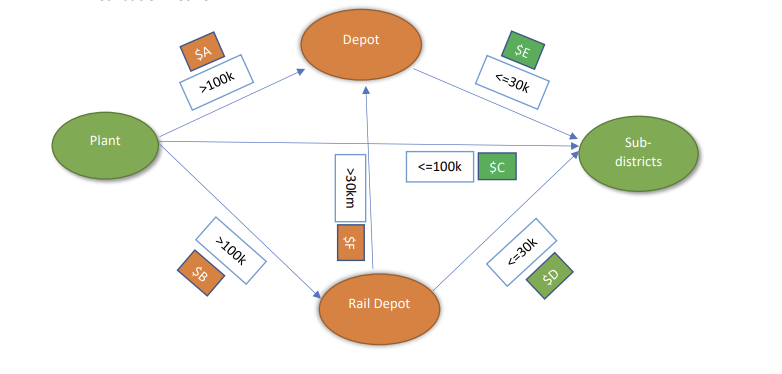 Depot
$A
>100k
$E
<=30k
Plant
Sub-
districts
<=100k
$C
>30km
$F
>100k
$B
<=30k
$D
Rail Depot